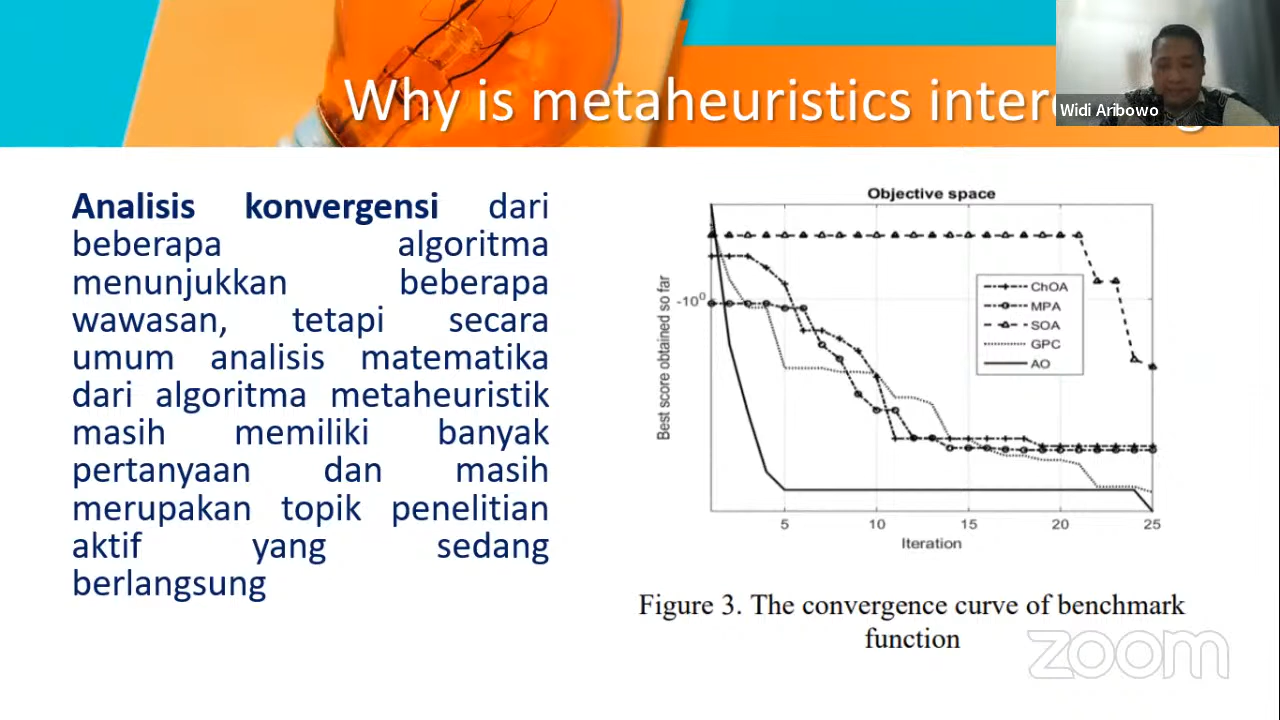 Why is metaheuristics inter
g
Widi Aribowo
Analisis konvergensi dari
beberapa algoritma
menunjukkan beberapa
wawasan, tetapi secara
umum analisis matematika
dari algoritma metaheuristik
masih memiliki banyak
pertanyaan dan masih
merupakan topik penelitian
aktif yang sedang
berlangsung
Objective space
Best score obtained so far
-10⁰
ChOA
MPA
SOA
GPC
AO
5 10 15 20 25
Iteration
Figure 3. The convergence curve of benchmark
function
zoom